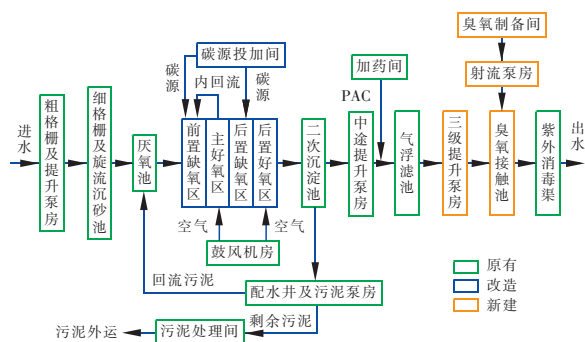 臭氧制备间
碳源投加间
加药间
射流泵房
碳源
内回流
碳源
PAC
进水
粗格栅及提升泵房
细格栅及旋流沉砂池
厌氧池
前置缺氧区
主好氧区
后置缺氧区
后置好氧区
二次沉淀池
中途提升泵房
气浮滤池
三级提升泵房
臭氧接触池
紫外消毒渠
出水
空气
空气
鼓风机房
回流污泥
配水井及污泥泵房
剩余污泥
污泥外运
污泥处理间
原有
改造
新建